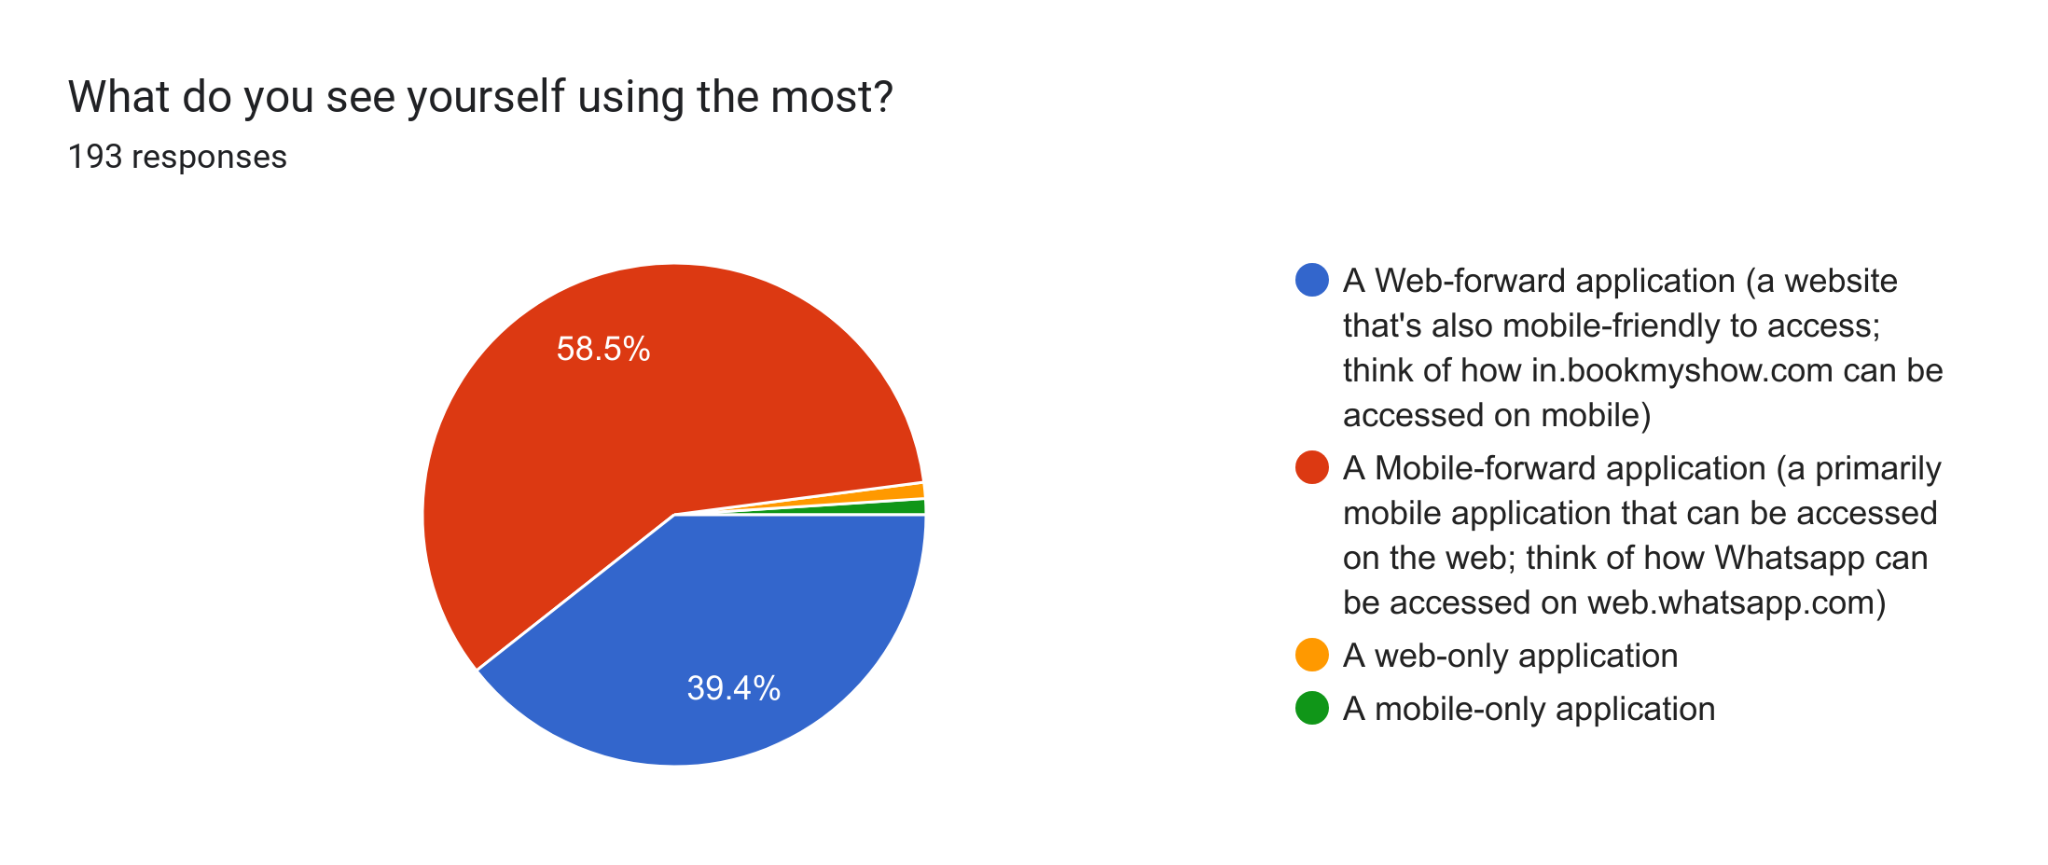 What do you see yourself using the most?
193 responses
58.5%
39.4%
A Web-forward application (a website
that's also mobile-friendly to access;
think of how in.bookmyshow.com can be
accessed on mobile)
A Mobile-forward application (a primarily
mobile application that can be accessed
on the web; think of how Whatsapp can
be accessed on web.whatsapp.com)
A web-only application
A mobile-only application